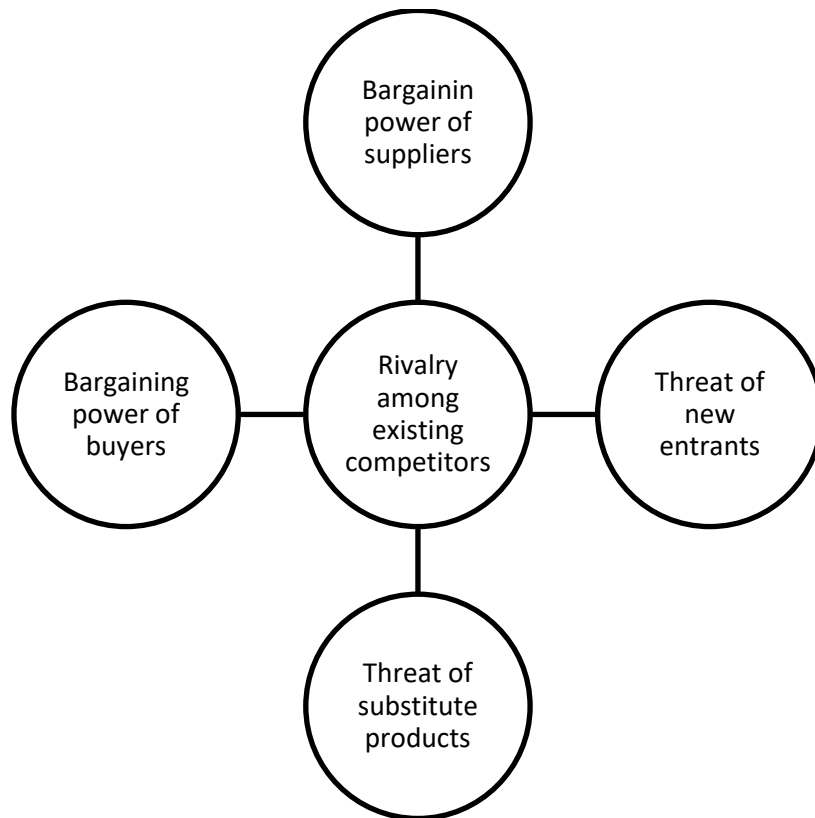 Bargainin
power of
suppliers
Bargaining
power of
buyers
Rivalry
among
existing
competitors
Threat of
new
entrants
Threat of
substitute
products